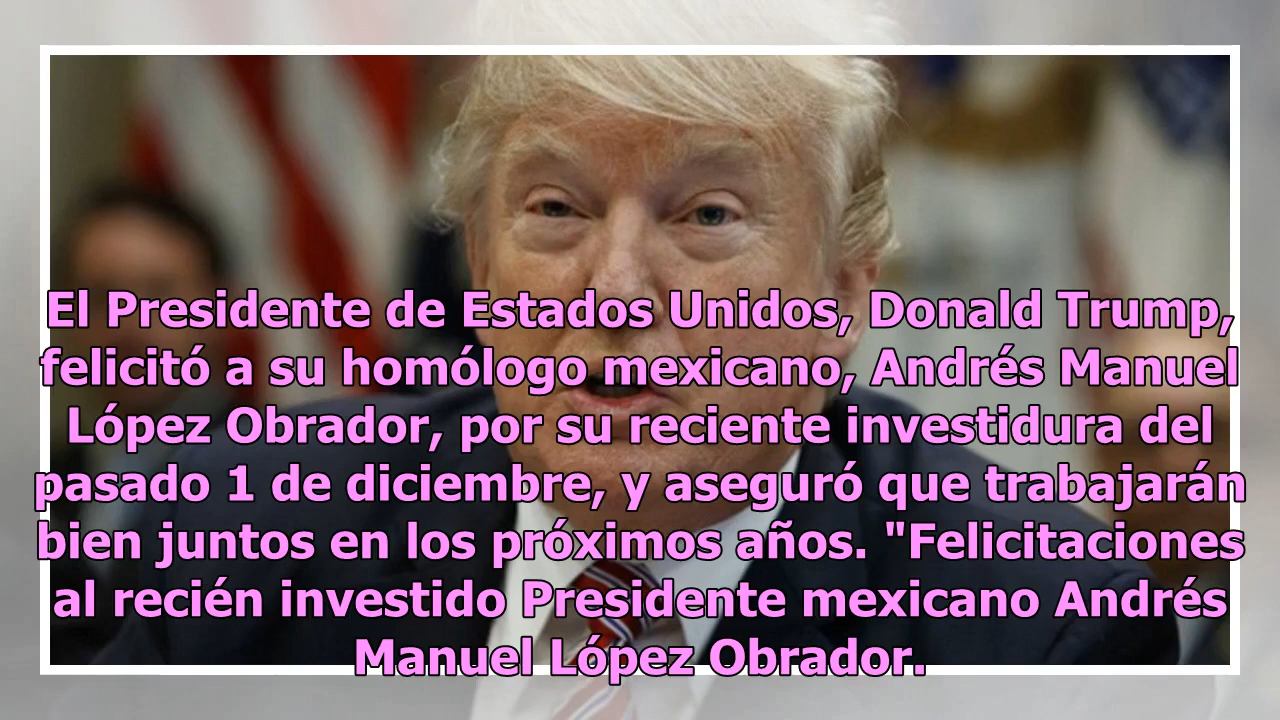 El Presidente de Estados Unidos, Donald Trump,
felicitó a su homólogo mexicano, Andrés Manuel
López Obrador, por su reciente investidura del
pasado 1 de diciembre, y aseguró que trabajarán
bien juntos en los próximos años. "Felicitaciones
al recién investido Presidente mexicano Andrés
Manuel López Obrador.